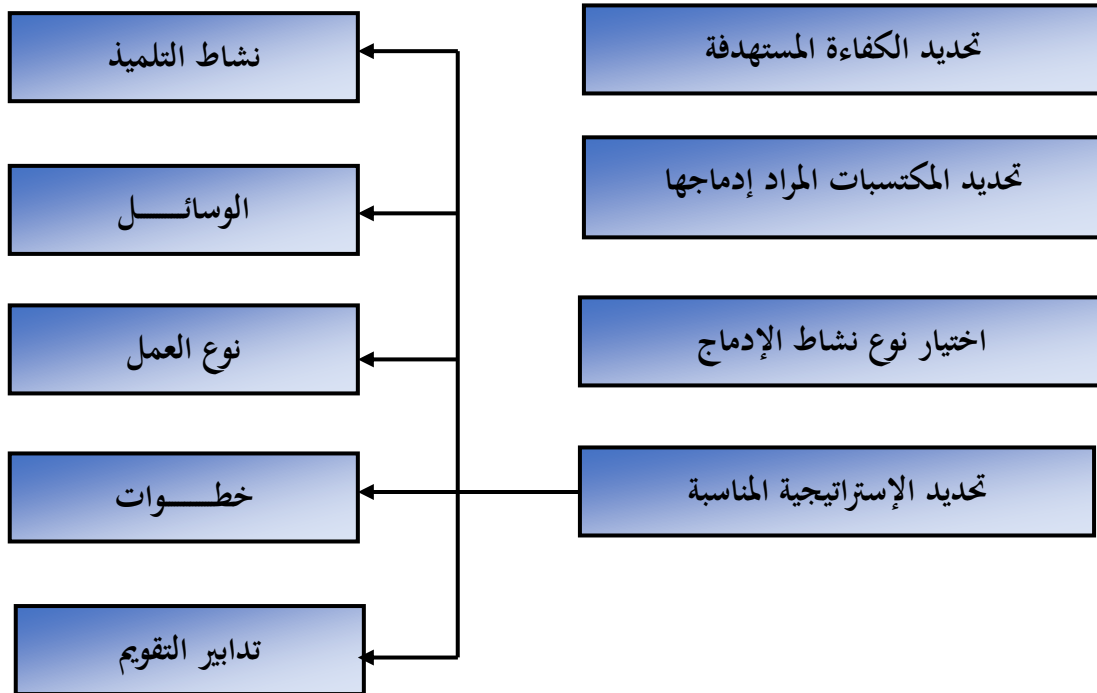 تحديد الكفاءة المستهدفة
تحديد المكتسبات المراد إدماجها
اختيار نوع نشاط الإدماج
تحديد الإستراتيجية المناسبة
نشاط التلميذ
الوسائـــــل
نوع العمل
خطـــــوات
تدابير التقويم